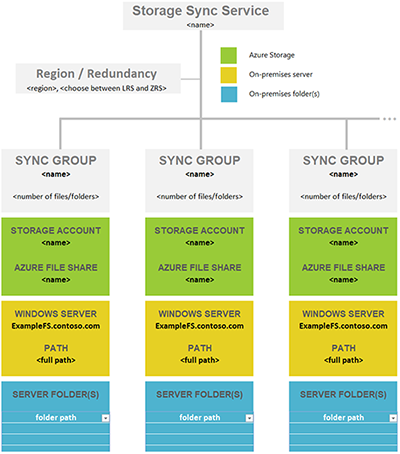 Storage Sync Service
<name>
Azure Storage
On-premises server
On-premises folder(s)
Region / Redundancy
<region>, <choose between LRS and ZRS>
SYNC GROUP
<name>
<number of files/folders>
STORAGE ACCOUNT
<name>
AZURE FILE SHARE
<name>
WINDOWS SERVER
ExampleFS.contoso.com
PATH
<full path>
SERVER FOLDER(S)
folder path
SYNC GROUP
<name>
<number of files/folders>
STORAGE ACCOUNT
<name>
AZURE FILE SHARE
<name>
WINDOWS SERVER
ExampleFS.contoso.com
PATH
<full path>
SERVER FOLDER(S)
folder path
SYNC GROUP
<name>
<number of files/folders>
STORAGE ACCOUNT
<name>
AZURE FILE SHARE
<name>
WINDOWS SERVER
ExampleFS.contoso.com
PATH
<full path>
SERVER FOLDER(S)
folder path